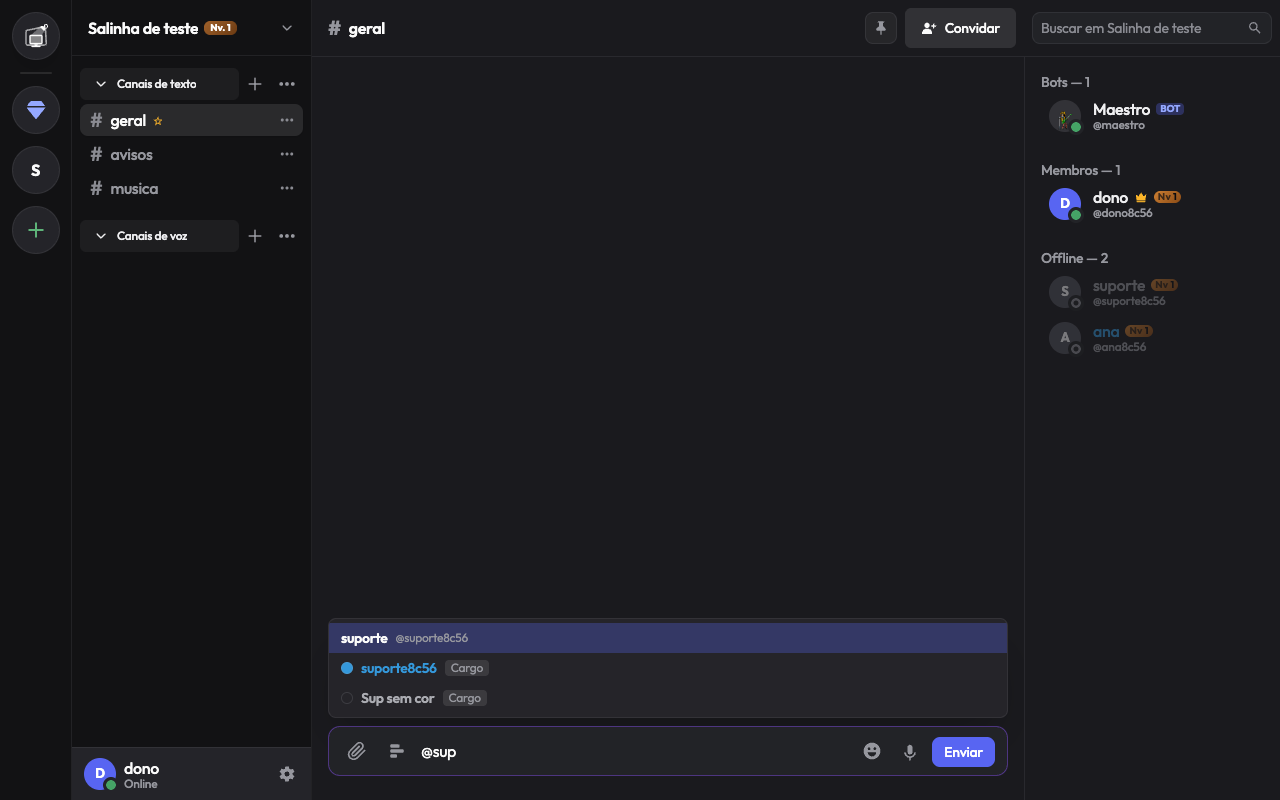 Salinha de teste Nv. 1
# geral
Convidar
Buscar em Salinha de teste
Canais de texto
# geral
# avisos
# musica
Canais de voz
S
Bots — 1
Maestro BOT
@maestro
Membros — 1
D
dono Nv 1
@dono8c56
Offline — 2
S
suporte Nv 1
@suporte8c56
A
ana Nv 1
@ana8c56
suporte @suporte8c56
suporte8c56 Cargo
Sup sem cor Cargo
@sup
Enviar
D
dono
Online